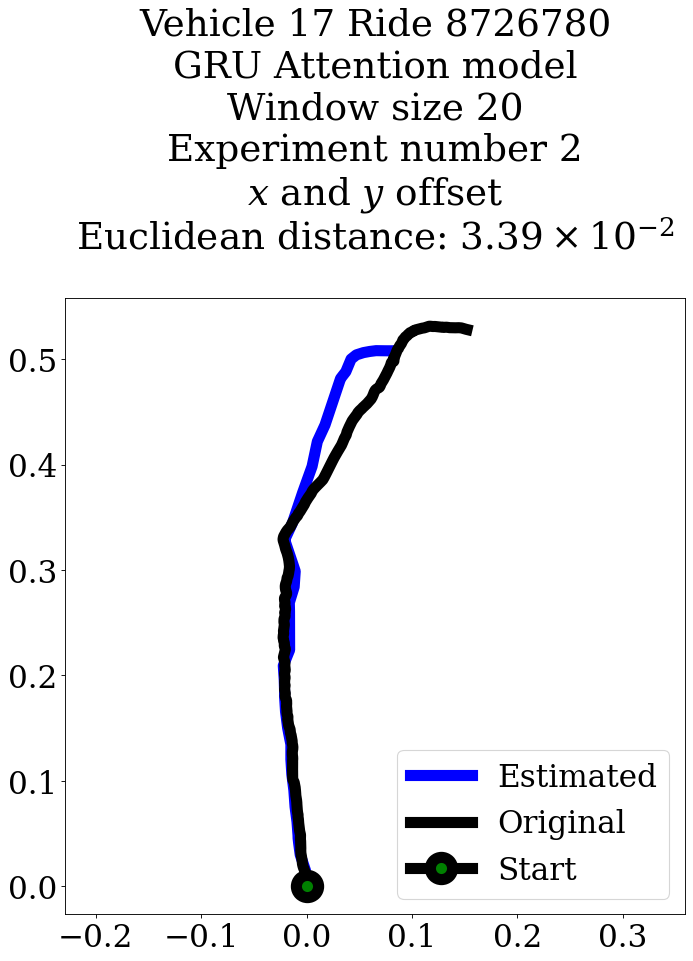 Vehicle 17 Ride 8726780
GRU Attention model
Window size 20
Experiment number 2
x and y offset
Euclidean distance: 3.39 × 10⁻²
0.5
0.4
0.3
0.2
0.1
0.0
Estimated
Original
Start
−0.2 −0.1 0.0 0.1 0.2 0.3